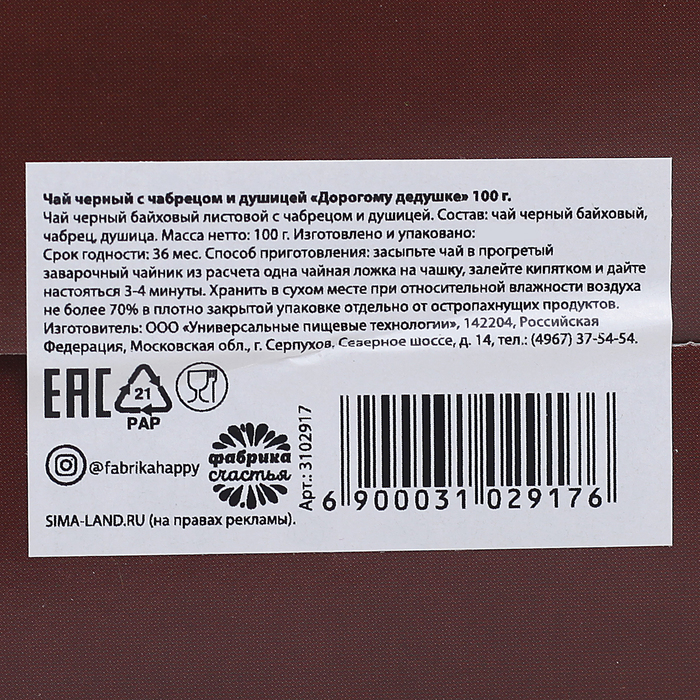 Чай черный с чабрецом и душицей «Дорогому дедушке» 100 г.
Чай черный байховый листовой с чабрецом и душицей. Состав: чай черный байховый,
чабрец, душица. Масса нетто: 100 г. Изготовлено и упаковано:
Срок годности: 36 мес. Способ приготовления: засыпьте чай в прогретый
заварочный чайник из расчета одна чайная ложка на чашку, залейте кипятком и дайте
настояться 3-4 минуты. Хранить в сухом месте при относительной влажности воздуха
не более 70% в плотно закрытой упаковке отдельно от остропахнущих продуктов.
Изготовитель: ООО «Универсальные пищевые технологии», 142204, Российская
Федерация, Московская обл., г. Серпухов, Северное шоссе, д. 14, тел.: (4967) 37-54-54.
EAC
21
PAP
@fabrikahappy
фабрика
счастья
SIMA-LAND.RU (на правах рекламы).
Арт.: 3102917
6 900031 029176